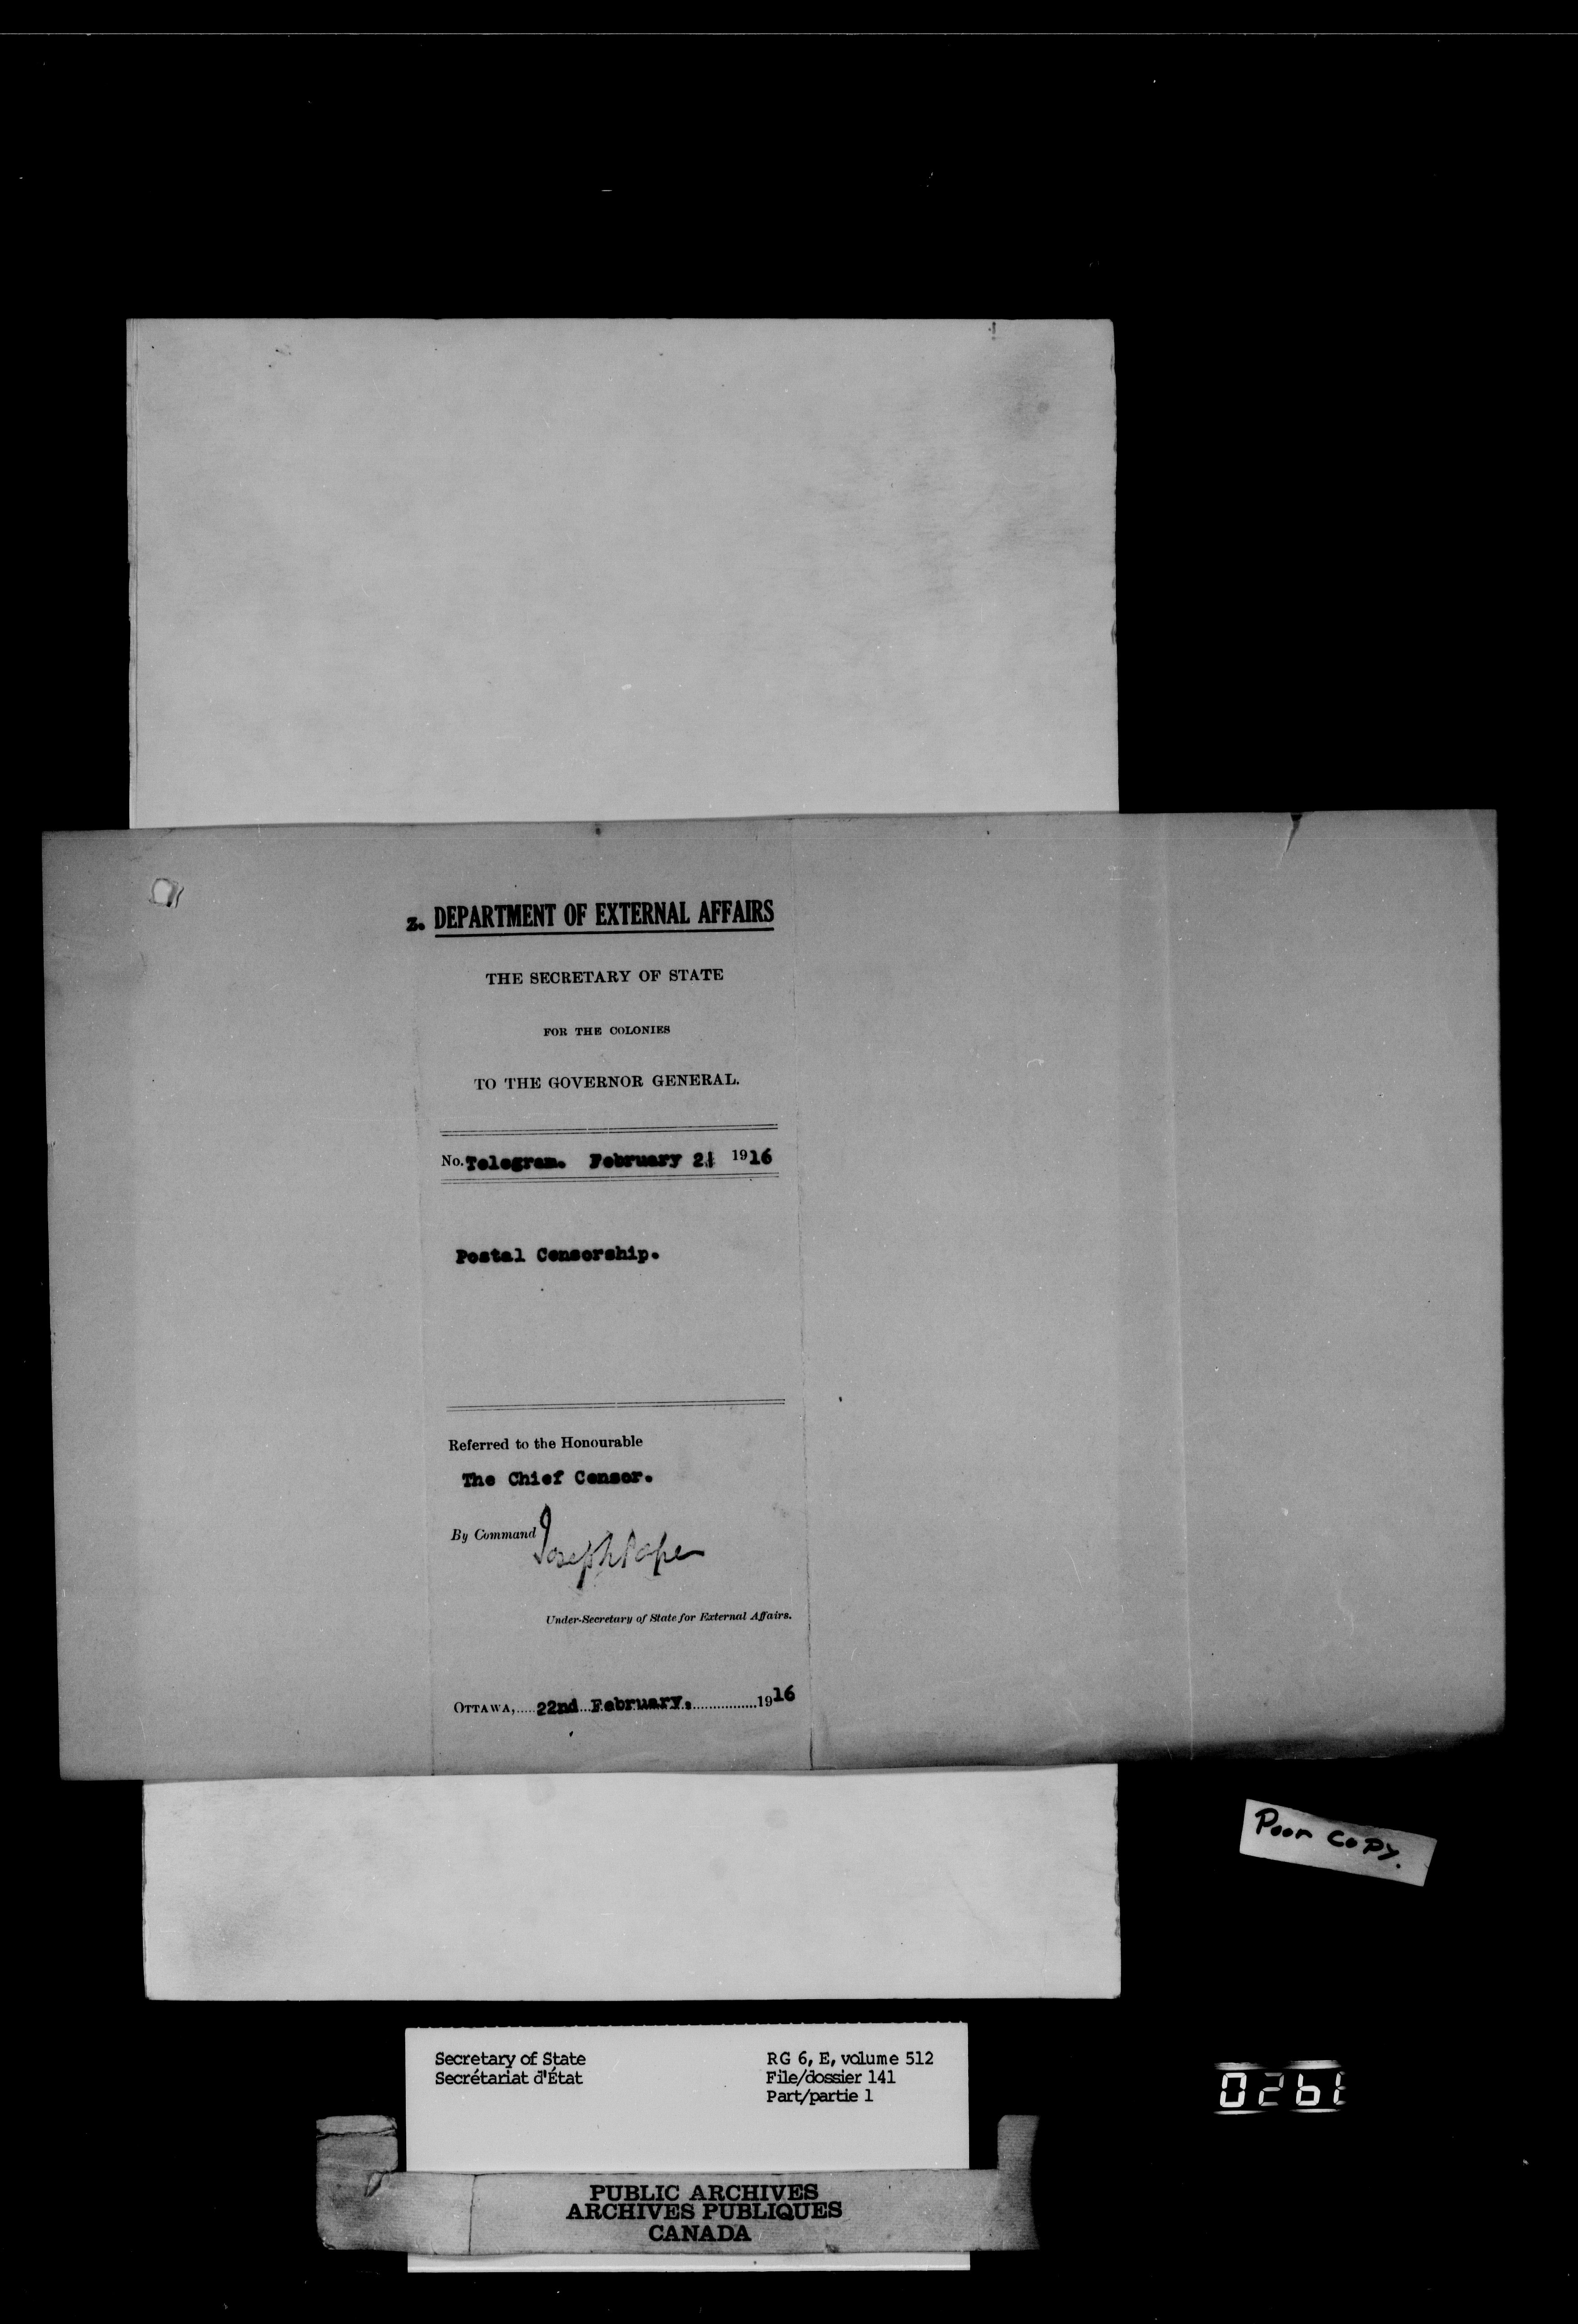 z. DEPARTMENT OF EXTERNAL AFFAIRS
THE SECRETARY OF STATE
FOR THE COLONIES
TO THE GOVERNOR GENERAL.
No. Telegram. February 21 1916
Postal Censorship.
Referred to the Honourable
The Chief Censor.
By Command
Joseph Pope
Under-Secretary of State for External Affairs.
OTTAWA,.....22nd February,...............1916
Poor Copy.
Secretary of State
Secrétariat d'État
RG 6, E, volume 512
File/dossier 141
Part/partie 1
0261
PUBLIC ARCHIVES
ARCHIVES PUBLIQUES
CANADA